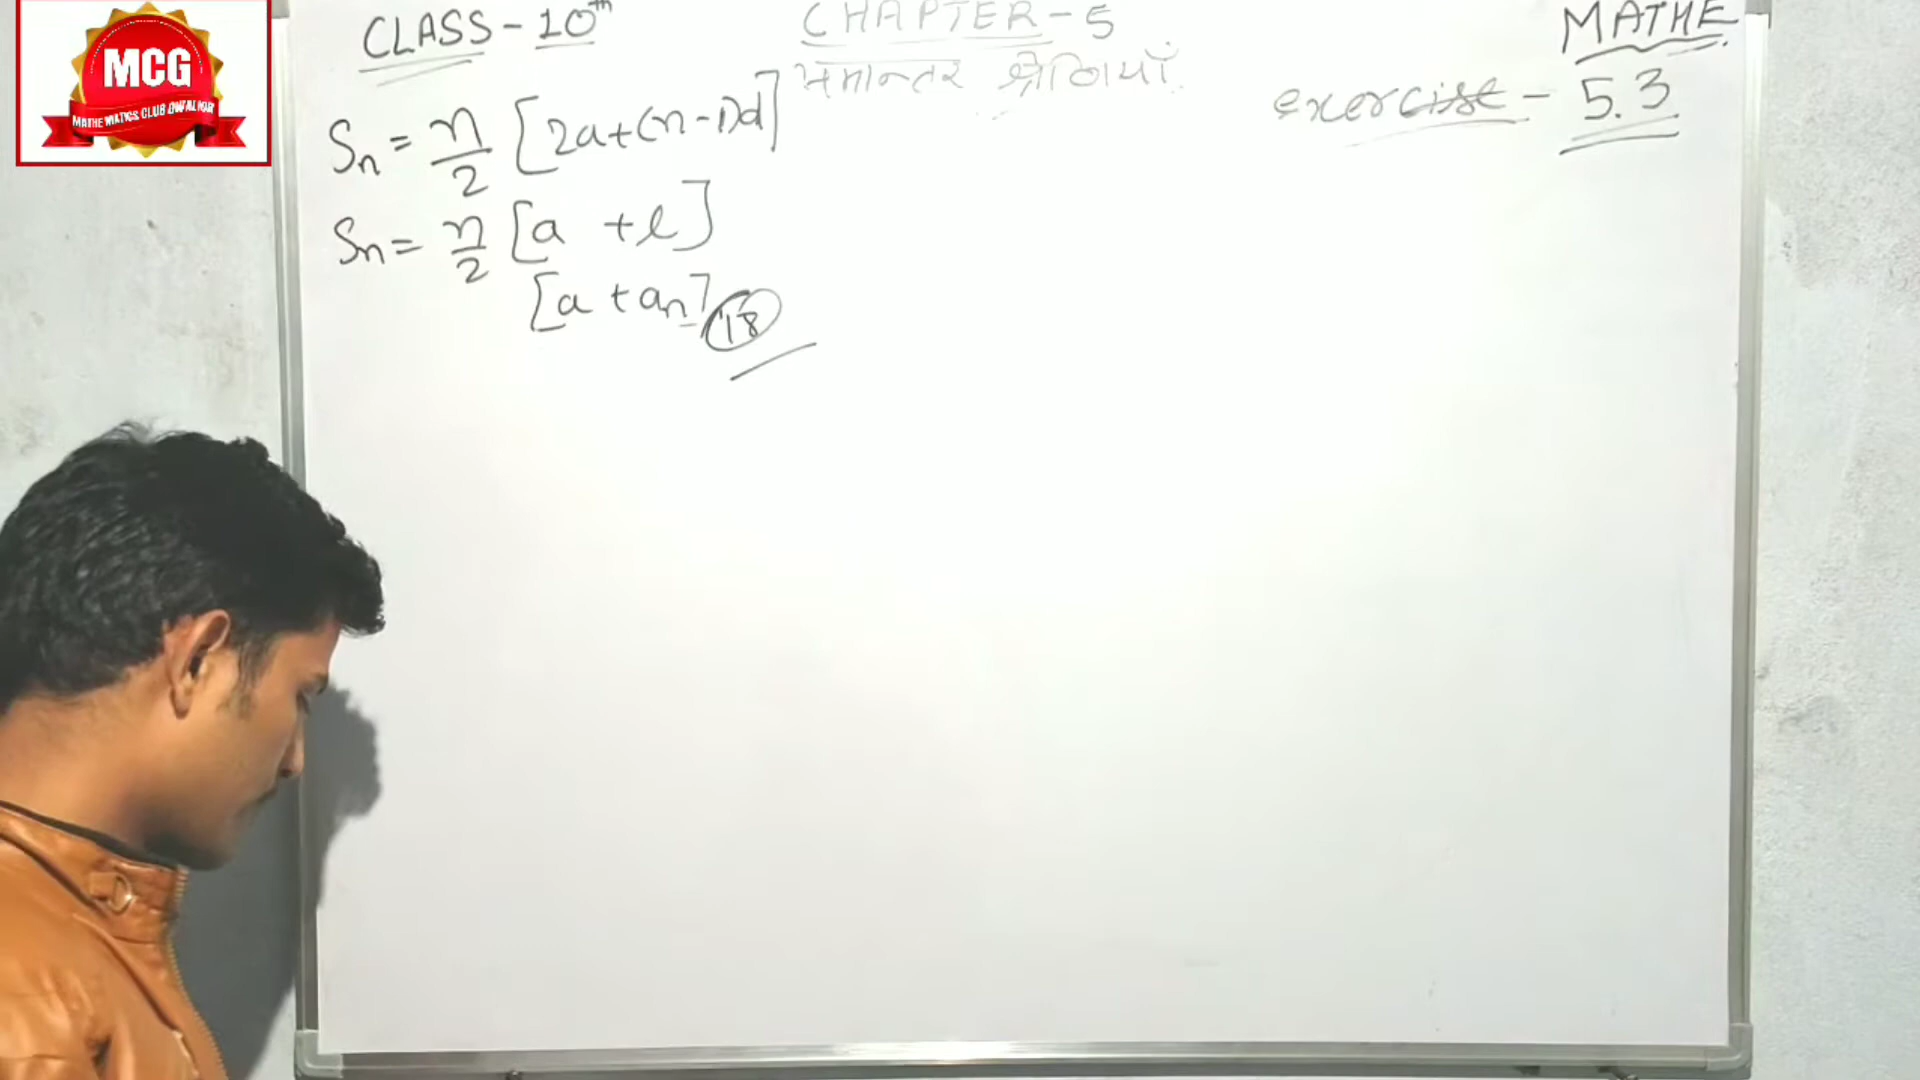 MCG
MATHEMATICS CLUB GWALIYAR
CLASS - 10th
CHAPTER - 5
समान्तर श्रेढियाँ
MATHE
exercise - 5.3
Sn = n/2 [2a+(n-1)d]
Sn = n/2 [a + l]
[a + an]
18